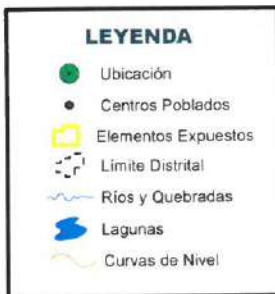 LEYENDA
Ubicación
Centros Poblados
Elementos Expuestos
Límite Distrital
Ríos y Quebradas
Lagunas
Curvas de Nivel